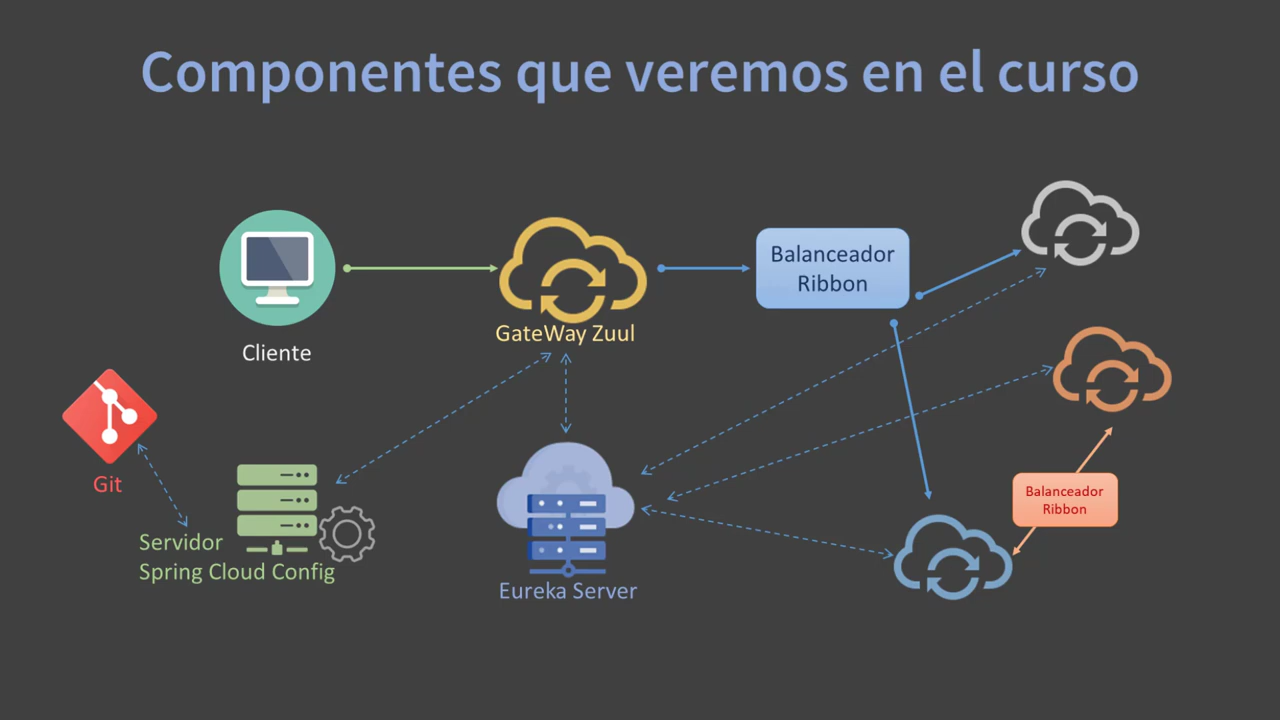 Componentes que veremos en el curso
Cliente
GateWay Zuul
Balanceador
Ribbon
Git
Servidor
Spring Cloud Config
Eureka Server
Balanceador
Ribbon